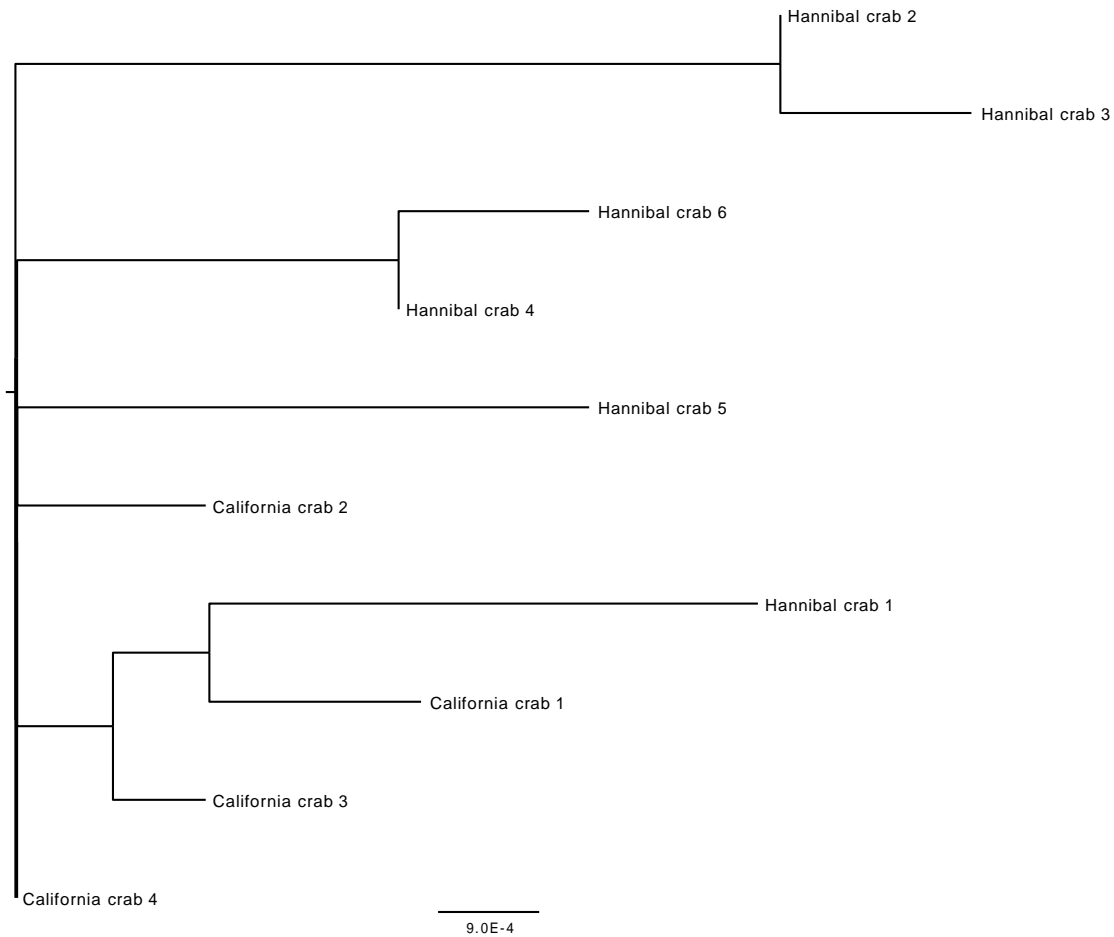 Hannibal crab 2
Hannibal crab 3
Hannibal crab 6
Hannibal crab 4
Hannibal crab 5
California crab 2
Hannibal crab 1
California crab 1
California crab 3
California crab 4
9.0E-4